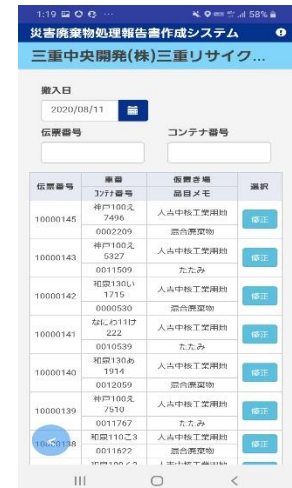 1:19
58%
災害廃棄物処理報告書作成システム
三重中央開発(株)三重リサイク...
搬入日
2020/08/11
伝票番号 コンテナ番号
伝票番号 車番 仮置き場 選択
コンテナ番号 品目メモ
10000145 神戸100え 7496 人吉中核工業用地 修正
0002209 混合廃棄物
10000143 神戸100え 5327 人吉中核工業用地 修正
0011509 たたみ
10000142 和泉130い 1715 人吉中核工業用地 修正
0000530 混合廃棄物
10000141 なにわ11け 222 人吉中核工業用地 修正
0010539 たたみ
10000140 和泉130あ 1914 人吉中核工業用地 修正
0012059 混合廃棄物
10000139 神戸100え 7510 人吉中核工業用地 修正
0011767 たたみ
10000138 和泉110こ3 人吉中核工業用地 修正
0011622 混合廃棄物